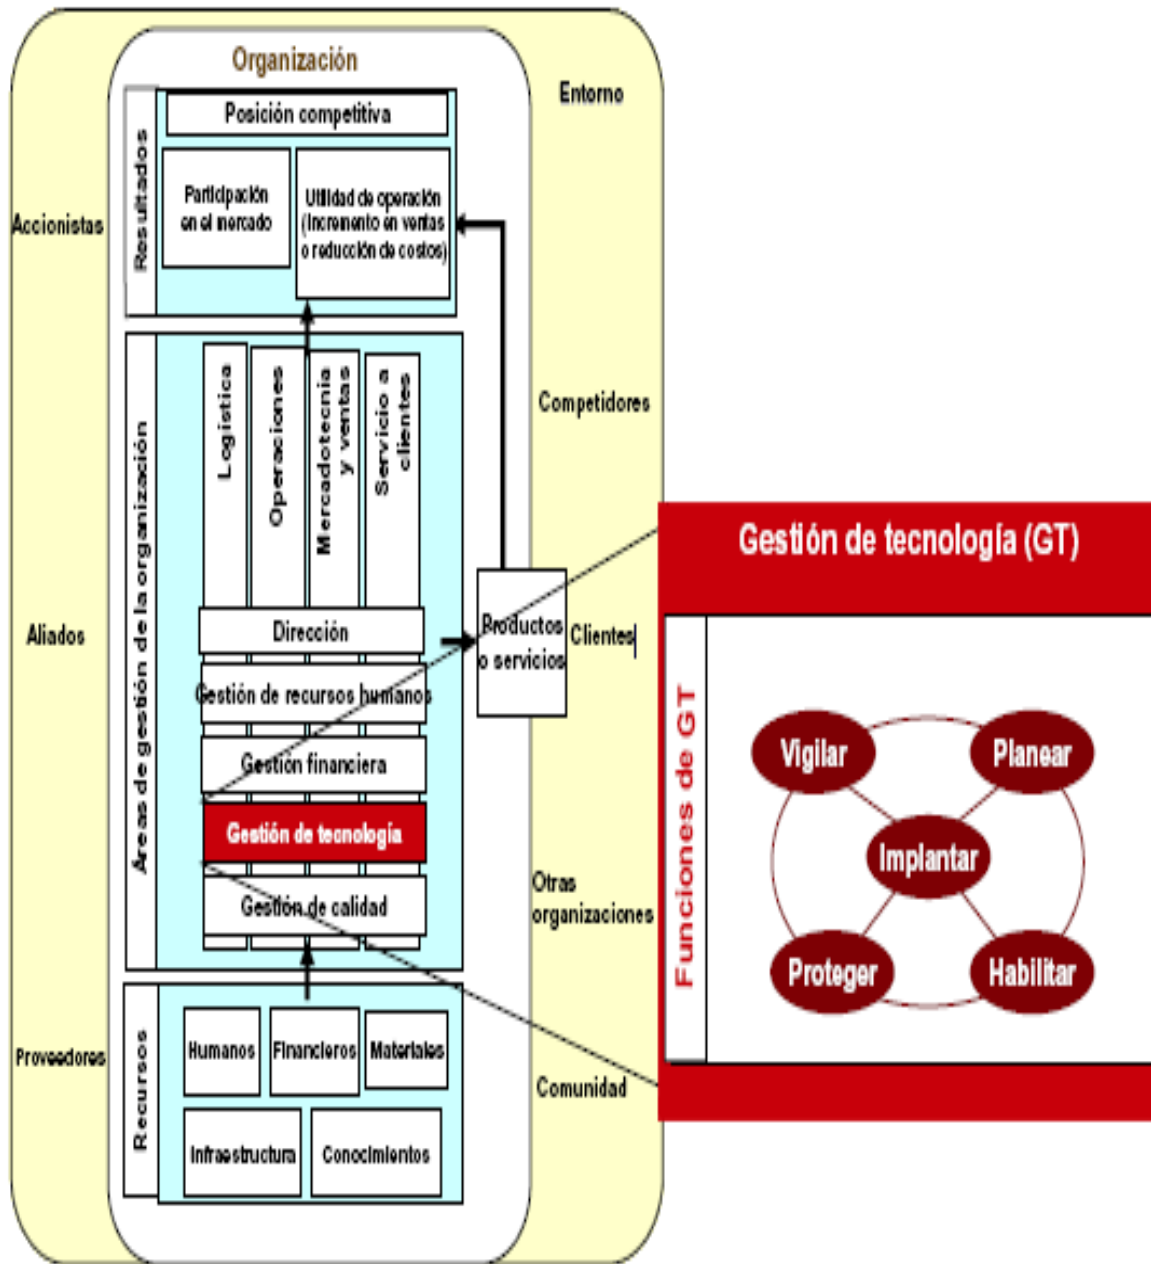 Organización
Entorno
Resultados
Posición competitiva
Participación
en el mercado
Utilidad de operación
(Incremento en ventas
o reducción de costos)
Accionistas
Áreas de gestión de la organización
Logística
Operaciones
Mercadotecnia
y ventas
Servicio a
clientes
Competidores
Dirección
Gestión de recursos humanos
Gestión financiera
Gestión de tecnología
Gestión de calidad
Productos
o servicios
Clientes
Aliados
Otras
organizaciones
Recursos
Humanos
Financieros
Materiales
Infraestructura
Conocimientos
Proveedores
Comunidad
Gestión de tecnología (GT)
Funciones de GT
Vigilar
Planear
Implantar
Proteger
Habilitar